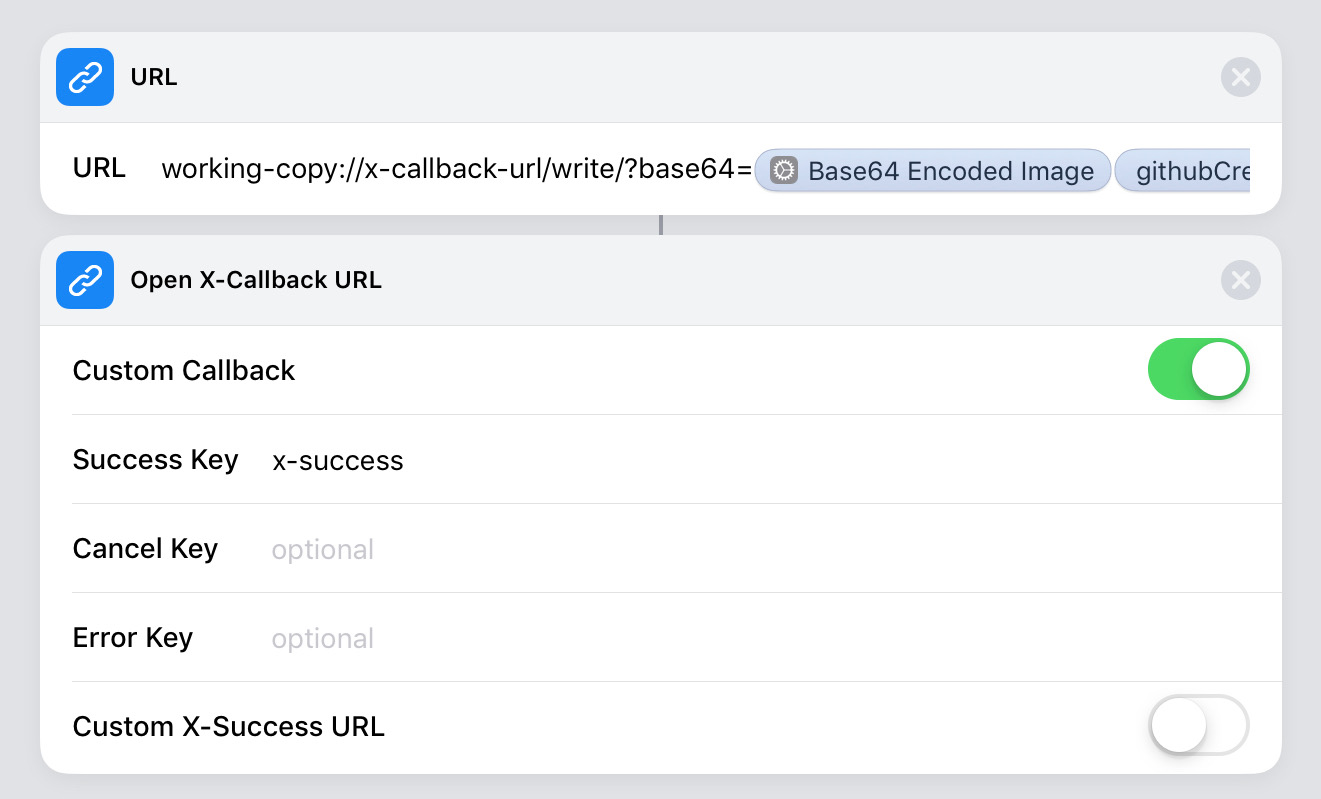 URL
URL working-copy://x-callback-url/write/?base64= Base64 Encoded Image githubCre
Open X-Callback URL
Custom Callback
Success Key x-success
Cancel Key optional
Error Key optional
Custom X-Success URL